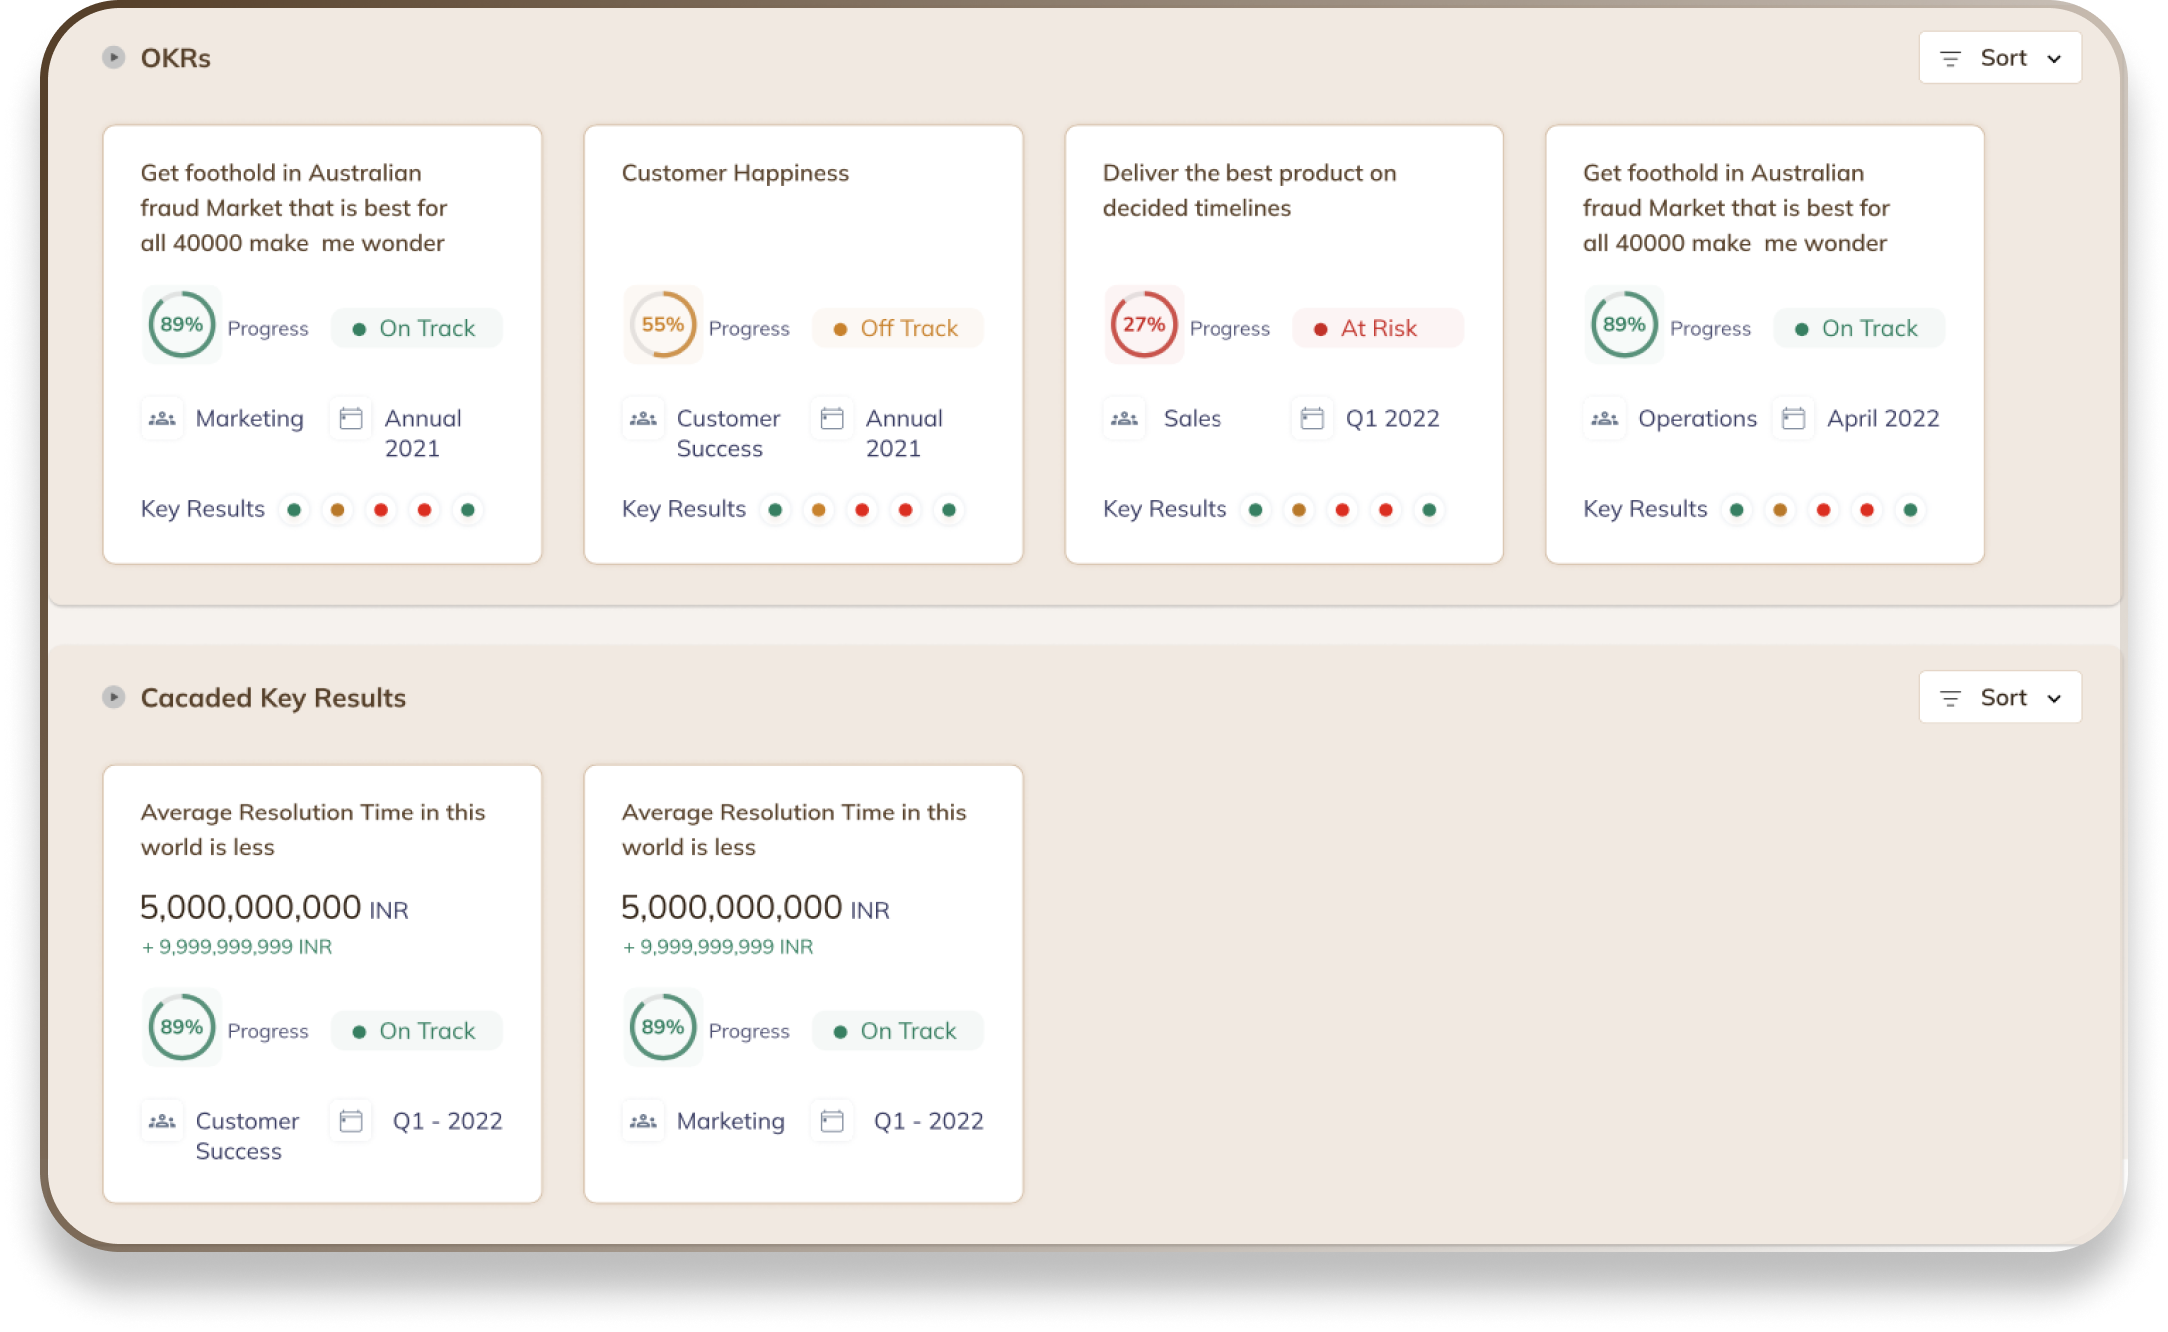 OKRs
Sort
Get foothold in Australian
fraud Market that is best for
all 40000 make  me wonder
89%
Progress
On Track
Marketing
Annual
2021
Key Results
Customer Happiness
55%
Progress
Off Track
Customer
Success
Annual
2021
Key Results
Deliver the best product on
decided timelines
27%
Progress
At Risk
Sales
Q1 2022
Key Results
Get foothold in Australian
fraud Market that is best for
all 40000 make  me wonder
89%
Progress
On Track
Operations
April 2022
Key Results
Cacaded Key Results
Sort
Average Resolution Time in this
world is less
5,000,000,000 INR
+ 9,999,999,999 INR
89%
Progress
On Track
Customer
Success
Q1 - 2022
Average Resolution Time in this
world is less
5,000,000,000 INR
+ 9,999,999,999 INR
89%
Progress
On Track
Marketing
Q1 - 2022